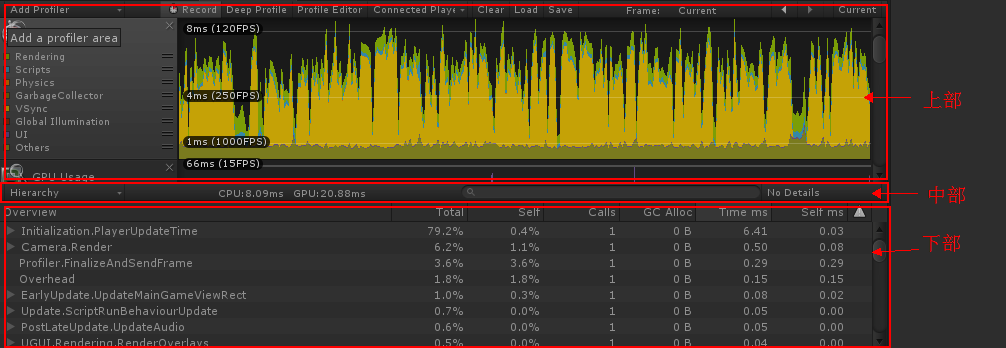 Add Profiler Record Deep Profile Profile Editor Connected Playe Clear Load Save Frame: Current Current
Add a profiler area
Rendering
Scripts
Physics
GarbageCollector
VSync
Global Illumination
UI
Others
GPU Usage
8ms (120FPS)
4ms (250FPS)
1ms (1000FPS)
66ms (15FPS)
上部
Hierarchy CPU:8.09ms GPU:20.88ms No Details
中部
Overview Total Self Calls GC Alloc Time ms Self ms
Initialization.PlayerUpdateTime 79.2% 0.4% 1 0 B 6.41 0.03
Camera.Render 6.2% 1.1% 1 0 B 0.50 0.08
下部
Profiler.FinalizeAndSendFrame 3.6% 3.6% 1 0 B 0.29 0.29
Overhead 1.8% 1.8% 1 0 B 0.15 0.15
EarlyUpdate.UpdateMainGameViewRect 1.0% 0.3% 1 0 B 0.08 0.02
Update.ScriptRunBehaviourUpdate 0.7% 0.0% 1 0 B 0.05 0.00
PostLateUpdate.UpdateAudio 0.6% 0.0% 1 0 B 0.05 0.00
UGUI.Rendering.RenderOverlays 0.5% 0.0% 1 0 B 0.04 0.00